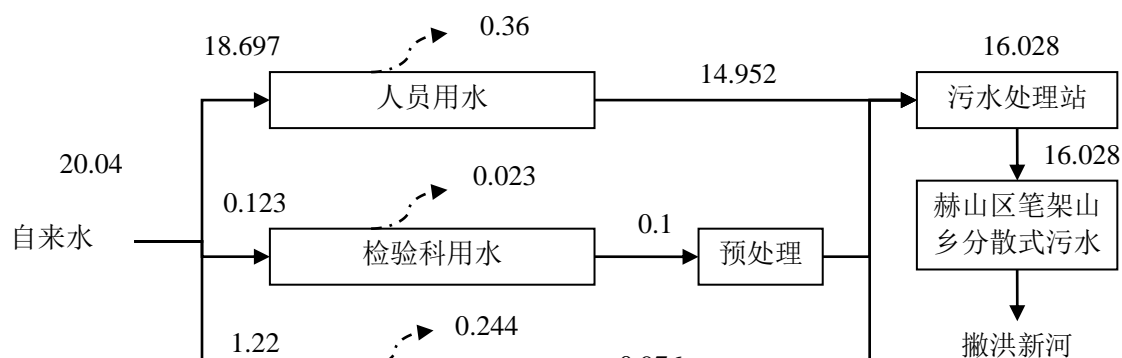 0.36
18.697
16.028
14.952
人员用水
污水处理站
20.04
16.028
0.023
0.123
赫山区笔架山
乡分散式污水
0.1
自来水
检验科用水
预处理
0.244
1.22
撇洪新河